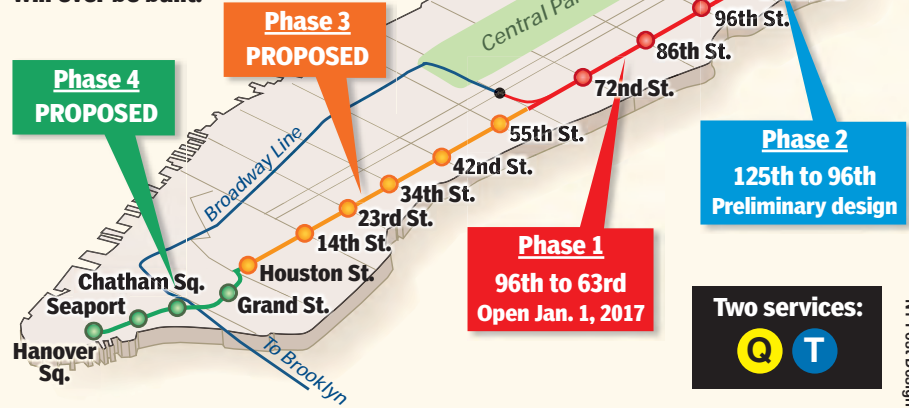 Phase 3
PROPOSED
Central
96th St.
86th St.
72nd St.
Phase 4
PROPOSED
Broadway Line
55th St.
42nd St.
34th St.
23rd St.
14th St.
Houston St.
Grand St.
Chatham Sq.
Seaport
Hanover
Sq.
To Brooklyn
Phase 2
125th to 96th
Preliminary design
Phase 1
96th to 63rd
Open Jan. 1, 2017
Two services:
Q T